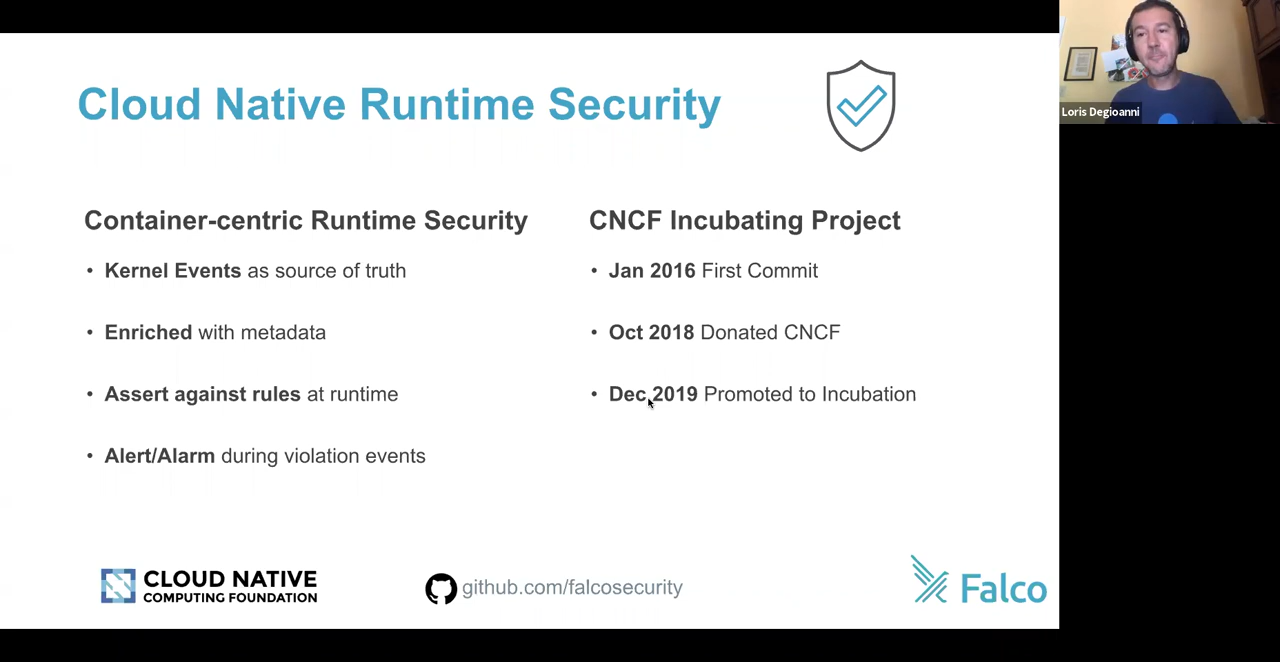 Cloud Native Runtime Security
Container-centric Runtime Security
• Kernel Events as source of truth
• Enriched with metadata
• Assert against rules at runtime
• Alert/Alarm during violation events
CNCF Incubating Project
• Jan 2016 First Commit
• Oct 2018 Donated CNCF
• Dec 2019 Promoted to Incubation
CLOUD NATIVE
COMPUTING FOUNDATION
github.com/falcosecurity
Falco
Loris Degioanni